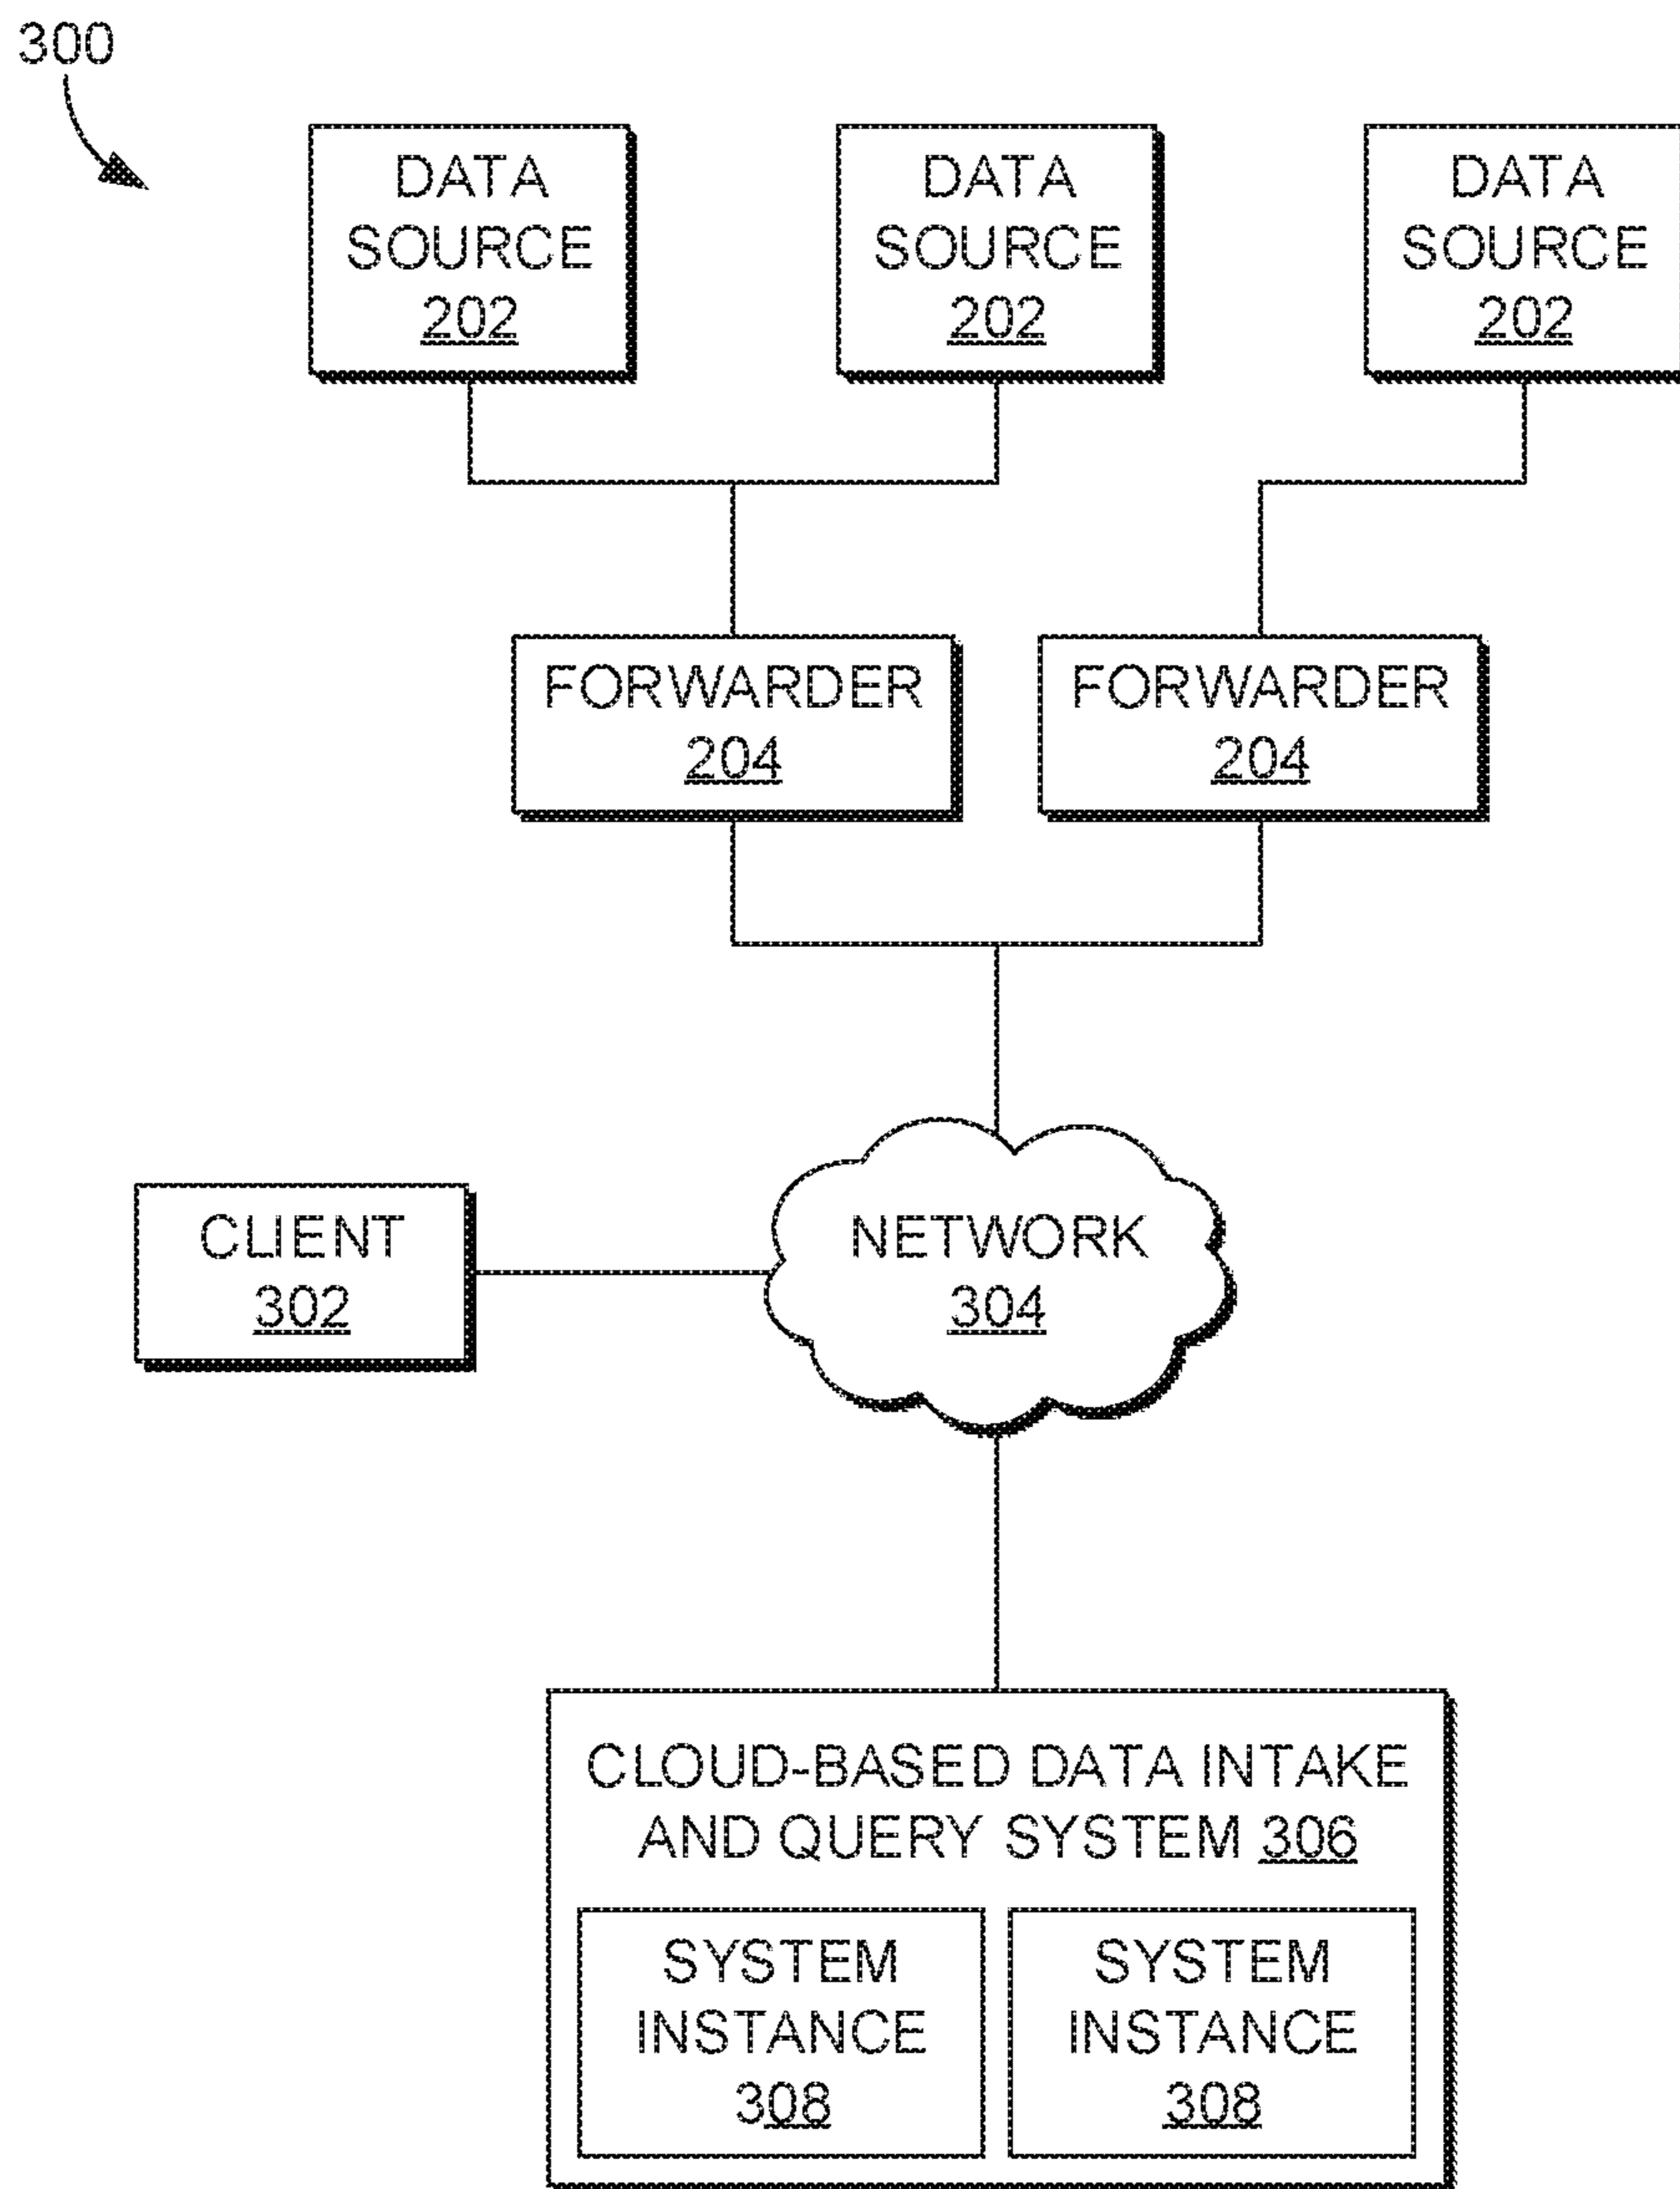 300
DATA
SOURCE
202
DATA
SOURCE
202
DATA
SOURCE
202
FORWARDER
204
FORWARDER
204
CLIENT
302
NETWORK
304
CLOUD-BASED DATA INTAKE
AND QUERY SYSTEM 306
SYSTEM
INSTANCE
308
SYSTEM
INSTANCE
308